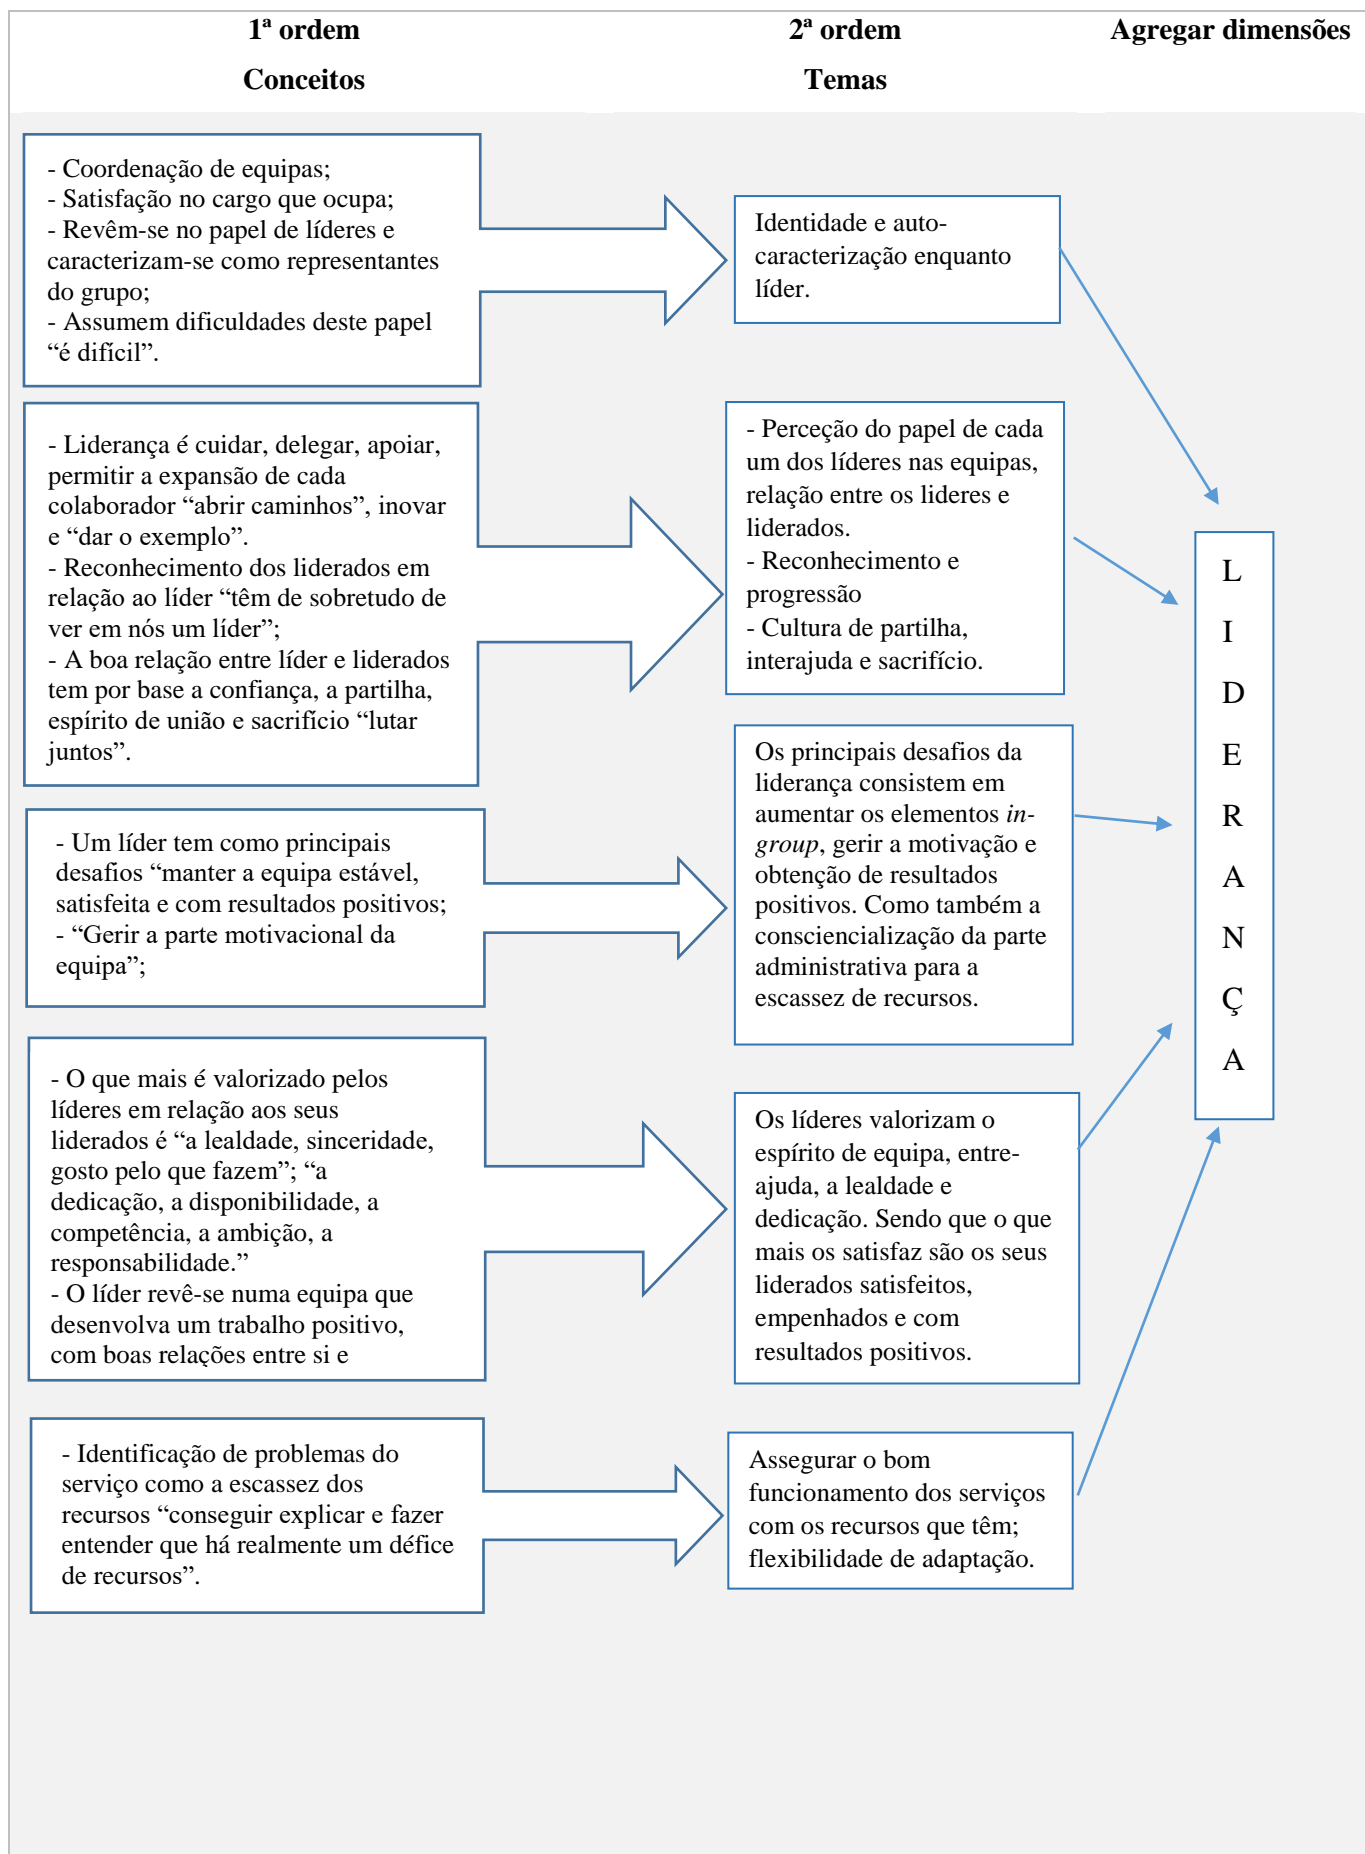 1ª ordem
Conceitos
2ª ordem
Temas
Agregar dimensões
- Coordenação de equipas;
- Satisfação no cargo que ocupa;
- Revêm-se no papel de líderes e
caracterizam-se como representantes
do grupo;
- Assumem dificuldades deste papel
“é difícil”.
Identidade e auto-
caracterização enquanto
líder.
- Liderança é cuidar, delegar, apoiar,
permitir a expansão de cada
colaborador “abrir caminhos”, inovar
e “dar o exemplo”.
- Reconhecimento dos liderados em
relação ao líder “têm de sobretudo de
ver em nós um líder”;
- A boa relação entre líder e liderados
tem por base a confiança, a partilha,
espírito de união e sacrifício “lutar
juntos”.
- Perceção do papel de cada
um dos líderes nas equipas,
relação entre os lideres e
liderados.
- Reconhecimento e
progressão
- Cultura de partilha,
interajuda e sacrifício.
- Um líder tem como principais
desafios “manter a equipa estável,
satisfeita e com resultados positivos;
- “Gerir a parte motivacional da
equipa”;
Os principais desafios da
liderança consistem em
aumentar os elementos in-
group, gerir a motivação e
obtenção de resultados
positivos. Como também a
consciencialização da parte
administrativa para a
escassez de recursos.
- O que mais é valorizado pelos
líderes em relação aos seus
liderados é “a lealdade, sinceridade,
gosto pelo que fazem”; “a
dedicação, a disponibilidade, a
competência, a ambição, a
responsabilidade.”
- O líder revê-se numa equipa que
desenvolva um trabalho positivo,
com boas relações entre si e
Os líderes valorizam o
espírito de equipa, entre-
ajuda, a lealdade e
dedicação. Sendo que o que
mais os satisfaz são os seus
liderados satisfeitos,
empenhados e com
resultados positivos.
- Identificação de problemas do
serviço como a escassez dos
recursos “conseguir explicar e fazer
entender que há realmente um défice
de recursos”.
Assegurar o bom
funcionamento dos serviços
com os recursos que têm;
flexibilidade de adaptação.
L
I
D
E
R
A
N
Ç
A